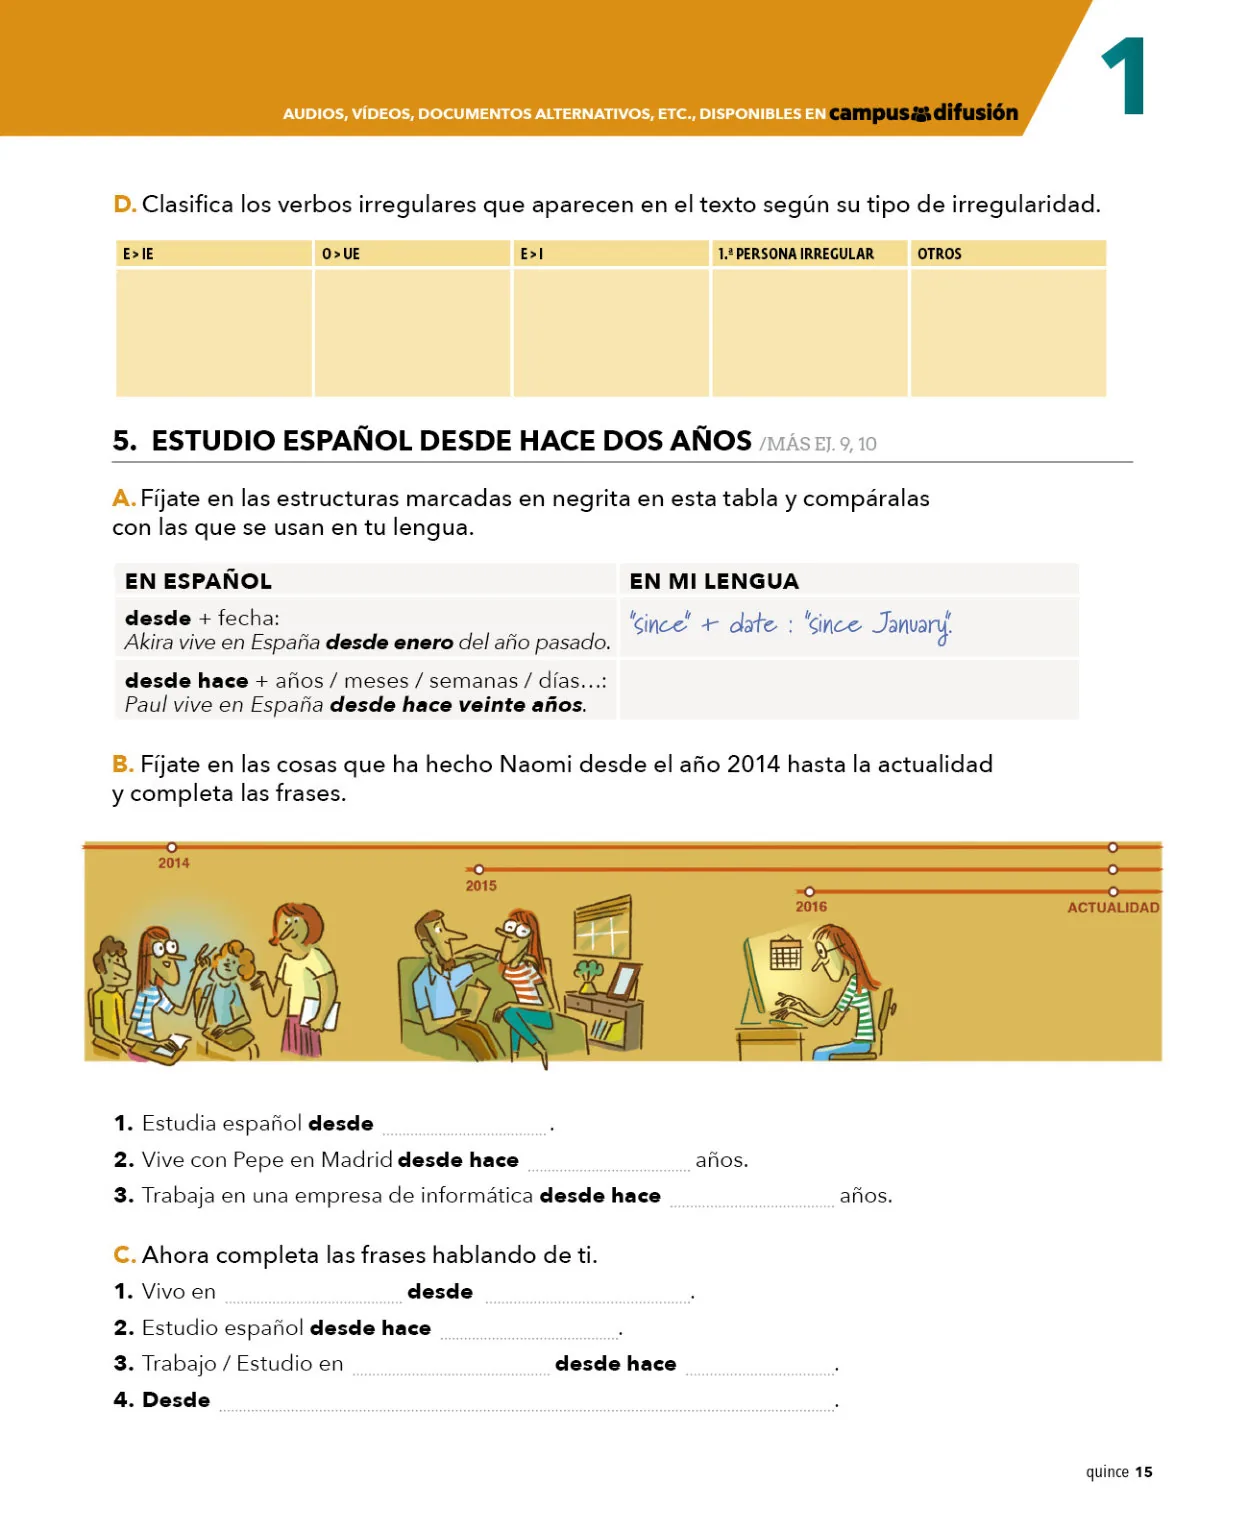 1
AUDIOS, VÍDEOS, DOCUMENTOS ALTERNATIVOS, ETC., DISPONIBLES EN campus difusión
D. Clasifica los verbos irregulares que aparecen en el texto según su tipo de irregularidad.
E > IE O > UE E > I 1.ª PERSONA IRREGULAR OTROS
5. ESTUDIO ESPAÑOL DESDE HACE DOS AÑOS /MÁS EJ. 9, 10
A. Fíjate en las estructuras marcadas en negrita en esta tabla y compáralas
con las que se usan en tu lengua.
EN ESPAÑOL EN MI LENGUA
desde + fecha:
Akira vive en España desde enero del año pasado.
"since" + date : "since January".
desde hace + años / meses / semanas / días...:
Paul vive en España desde hace veinte años.
B. Fíjate en las cosas que ha hecho Naomi desde el año 2014 hasta la actualidad
y completa las frases.
2014
2015
2016 ACTUALIDAD
1. Estudia español desde .
2. Vive con Pepe en Madrid desde hace años.
3. Trabaja en una empresa de informática desde hace años.
C. Ahora completa las frases hablando de ti.
1. Vivo en desde .
2. Estudio español desde hace .
3. Trabajo / Estudio en desde hace .
4. Desde .
quince 15